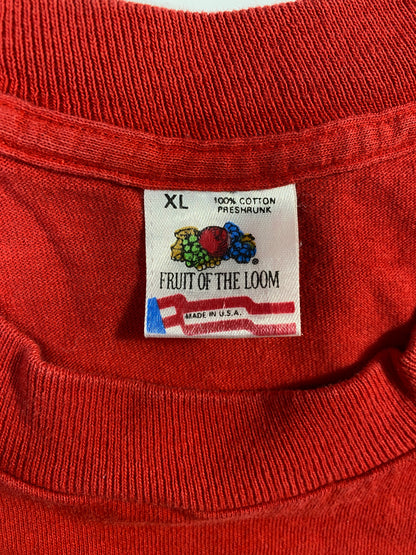 XL 100% COTTON
PRESHRUNK
®
FRUIT OF THE LOOM
MADE IN U.S.A.